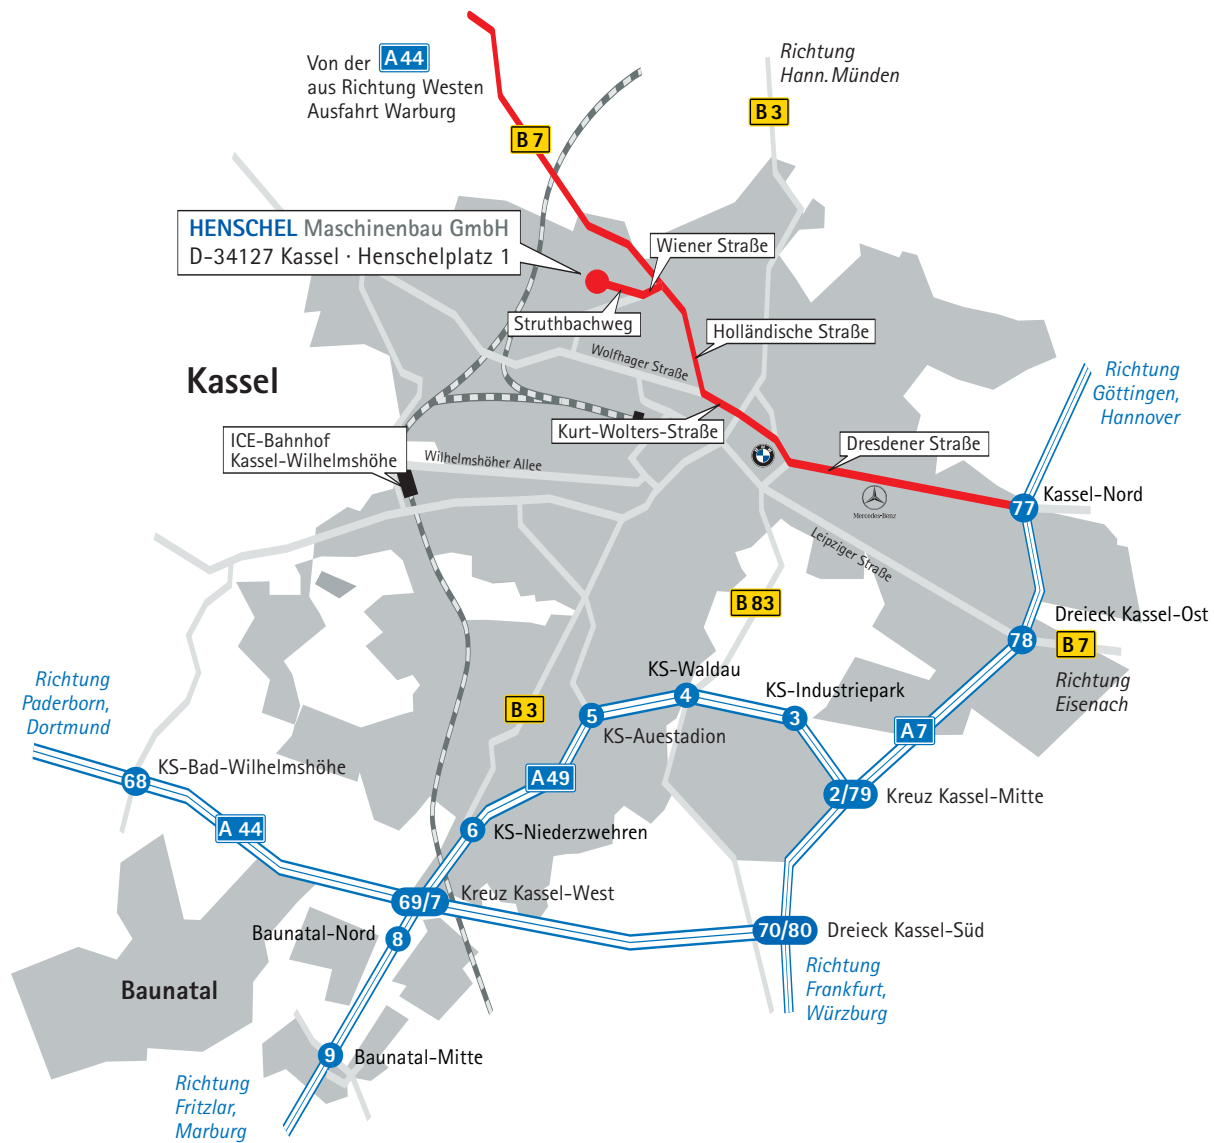 Von der A 44
aus Richtung Westen
Ausfahrt Warburg
Richtung
Hann. Münden
B 3
B 7
HENSCHEL Maschinenbau GmbH
D-34127 Kassel · Henschelplatz 1
Wiener Straße
Struthbachweg
Holländische Straße
Wolfhager Straße
Kassel
Richtung
Göttingen,
Hannover
ICE-Bahnhof
Kassel-Wilhelmshöhe
Wilhelmshöher Allee
Kurt-Wolters-Straße
Dresdener Straße
Mercedes-Benz
Kassel-Nord
77
Leipziger Straße
B 83
Dreieck Kassel-Ost
78
B 7
Richtung
Eisenach
KS-Waldau
4
KS-Industriepark
3
B 3
5
KS-Auestadion
A 7
Richtung
Paderborn,
Dortmund
68
KS-Bad-Wilhelmshöhe
A 49
2/79
Kreuz Kassel-Mitte
A 44
6
KS-Niederzwehren
69/7
Kreuz Kassel-West
Baunatal-Nord
8
70/80
Dreieck Kassel-Süd
Baunatal
Richtung
Frankfurt,
Würzburg
9
Baunatal-Mitte
Richtung
Fritzlar,
Marburg